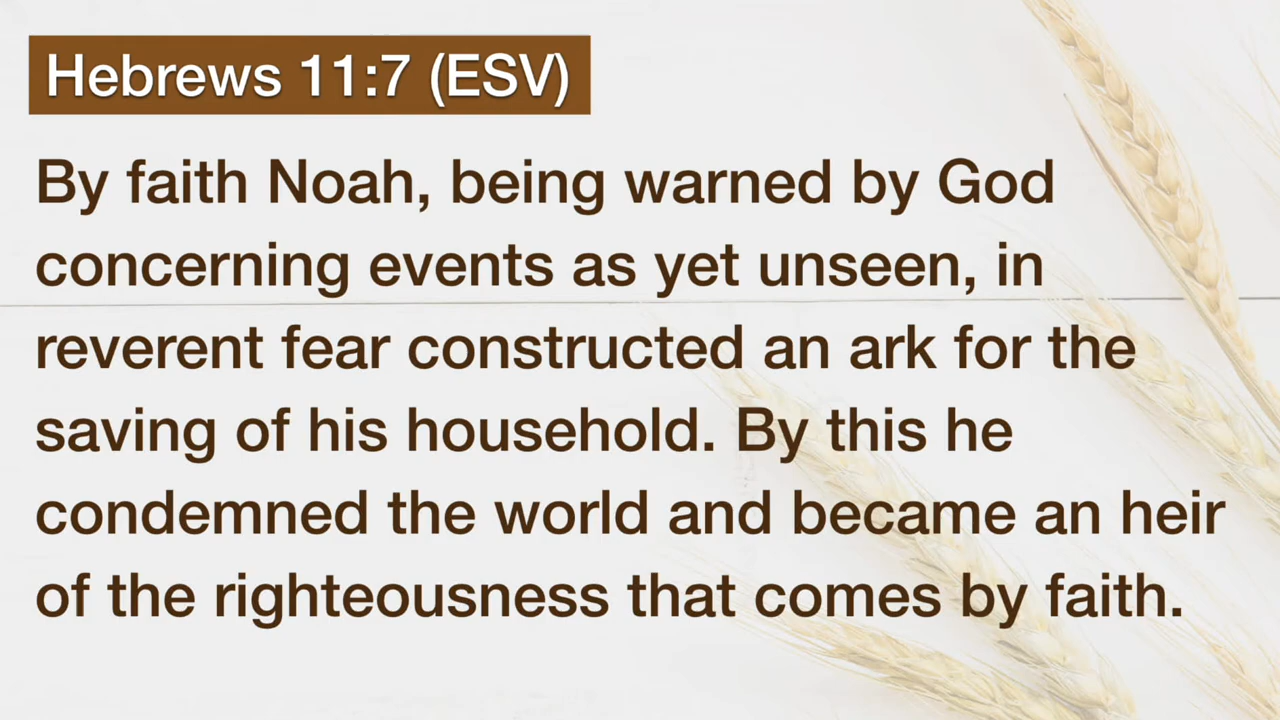 Hebrews 11:7 (ESV)
By faith Noah, being warned by God
concerning events as yet unseen, in
reverent fear constructed an ark for the
saving of his household. By this he
condemned the world and became an heir
of the righteousness that comes by faith.